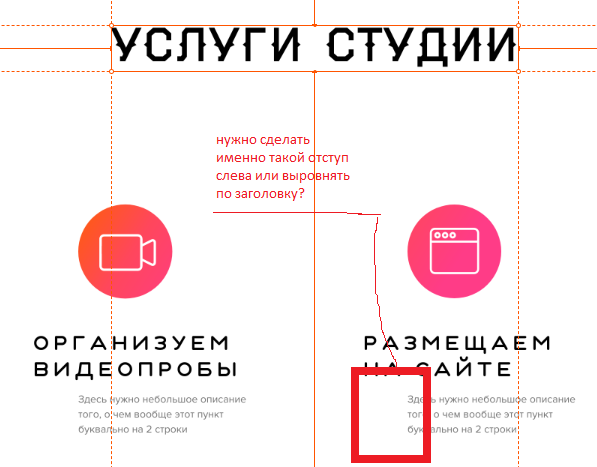 УСЛУГИ СТУДИИ
нужно сделать
именно такой отступ
слева или выровнять
по заголовку?
ОРГАНИЗУЕМ
ВИДЕОПРОБЫ
Здесь нужно небольшое описание
того, о чем вообще этот пункт
буквально на 2 строки
РАЗМЕЩАЕМ
НА САЙТЕ
Здесь нужно небольшое описание
того, о чем вообще этот пункт
буквально на 2 строки